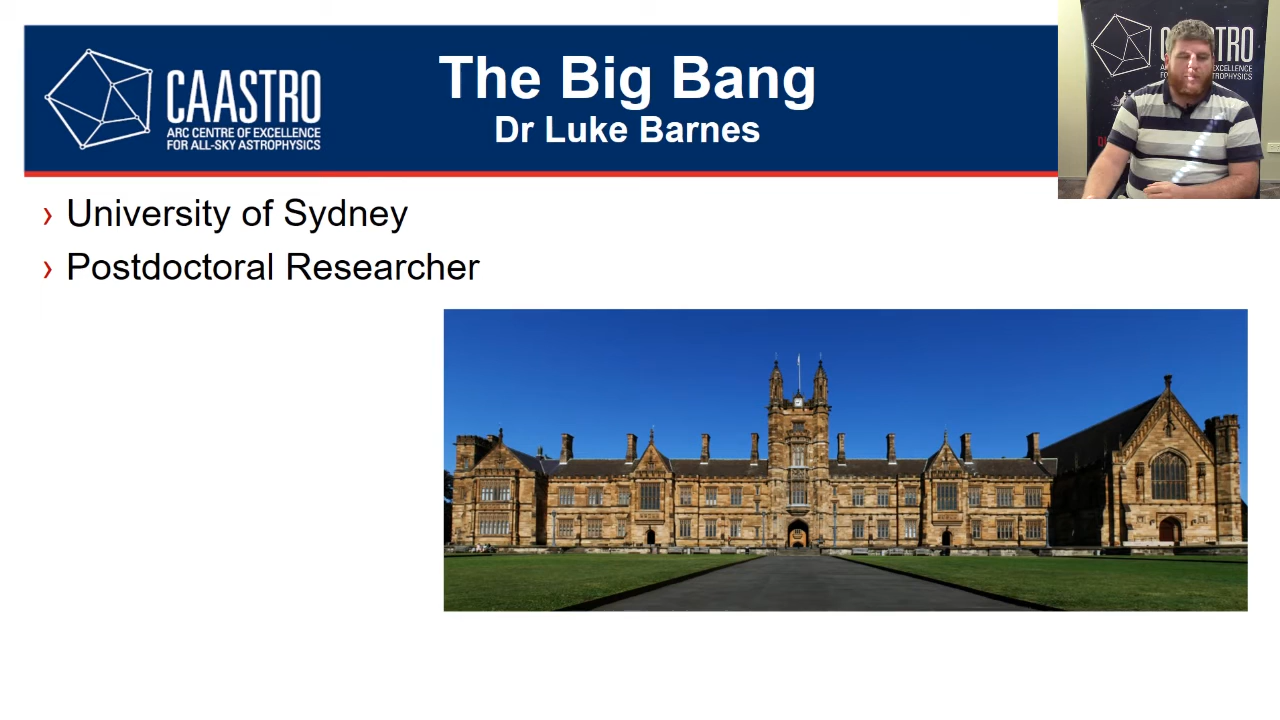 CAASTRO
ARC CENTRE OF EXCELLENCE
FOR ALL-SKY ASTROPHYSICS
The Big Bang
Dr Luke Barnes
› University of Sydney
› Postdoctoral Researcher